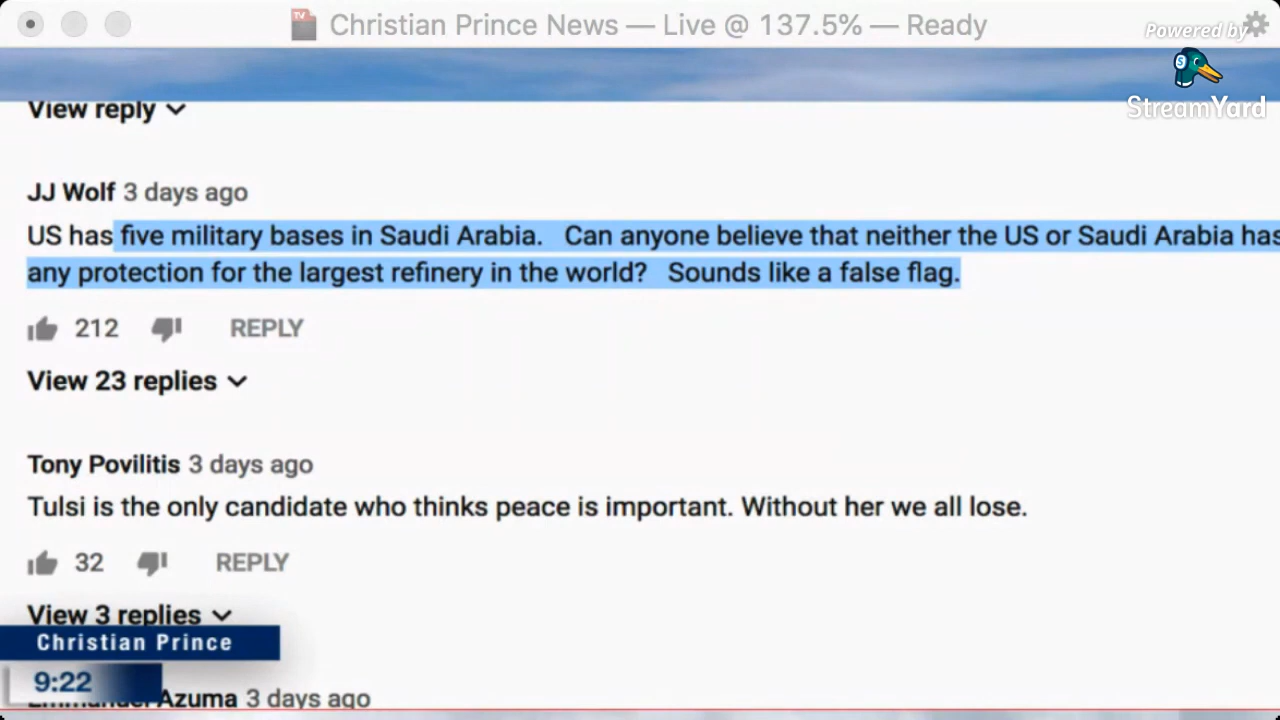 Christian Prince News — Live @ 137.5% — Ready
Powered by
StreamYard
View reply
JJ Wolf 3 days ago
US has five military bases in Saudi Arabia. Can anyone believe that neither the US or Saudi Arabia has
any protection for the largest refinery in the world? Sounds like a false flag.
212 REPLY
View 23 replies
Tony Povilitis 3 days ago
Tulsi is the only candidate who thinks peace is important. Without her we all lose.
32 REPLY
View 3 replies
Christian Prince
9:22
Azuma 3 days ago